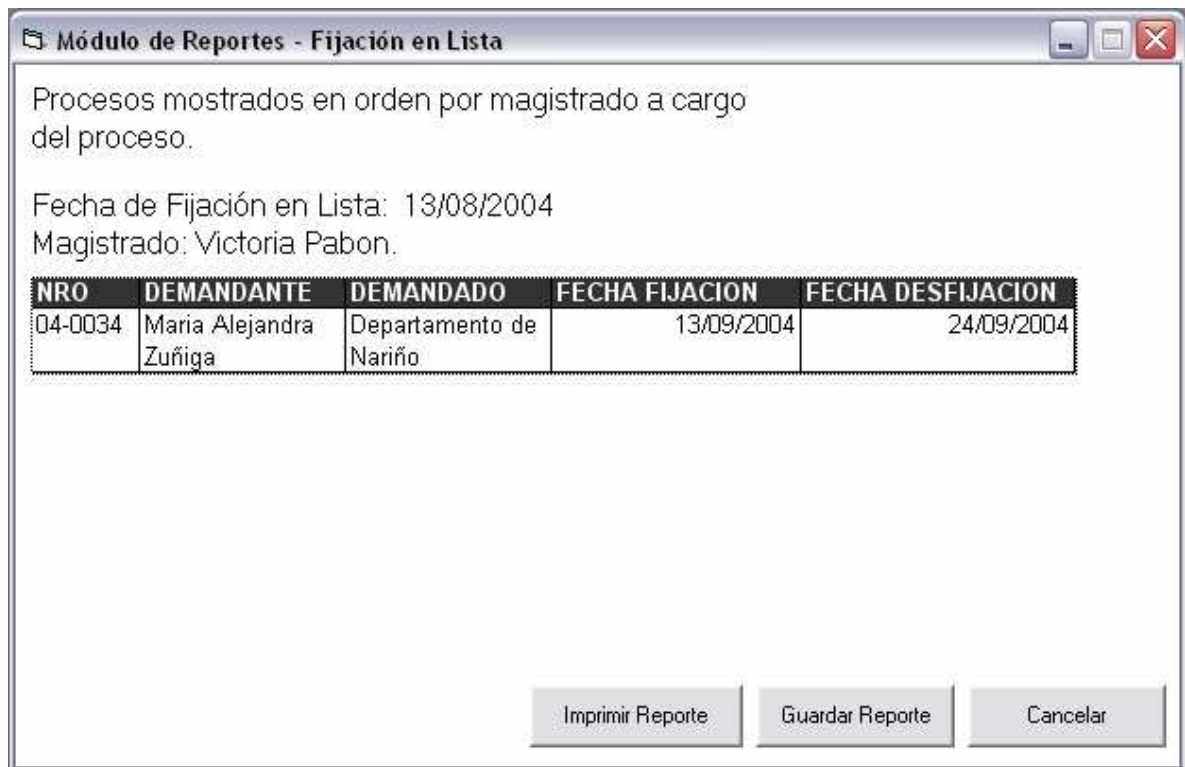 Módulo de Reportes - Fijación en Lista
Procesos mostrados en orden por magistrado a cargo
del proceso.
Fecha de Fijación en Lista: 13/08/2004
Magistrado: Victoria Pabon.
NRO DEMANDANTE DEMANDADO FECHA FIJACION FECHA DESFIJACION
04-0034 Maria Alejandra Departamento de 13/09/2004 24/09/2004
Zuñiga Nariño
Imprimir Reporte Guardar Reporte Cancelar